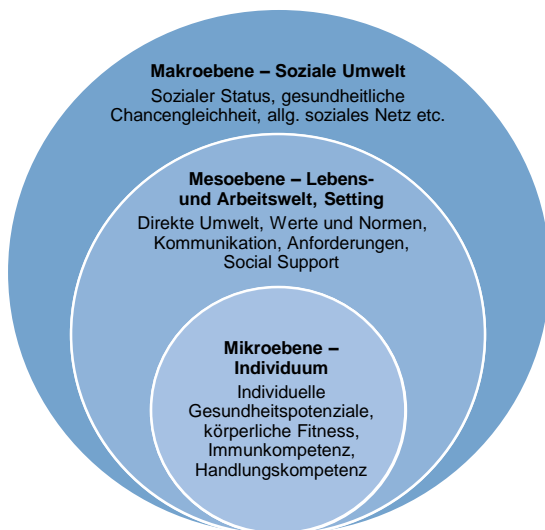 Makroebene – Soziale Umwelt
Sozialer Status, gesundheitliche
Chancengleichheit, allg. soziales Netz etc.
Mesoebene – Lebens-
und Arbeitswelt, Setting
Direkte Umwelt, Werte und Normen,
Kommunikation, Anforderungen,
Social Support
Mikroebene –
Individuum
Individuelle
Gesundheitspotenziale,
körperliche Fitness,
Immunkompetenz,
Handlungskompetenz